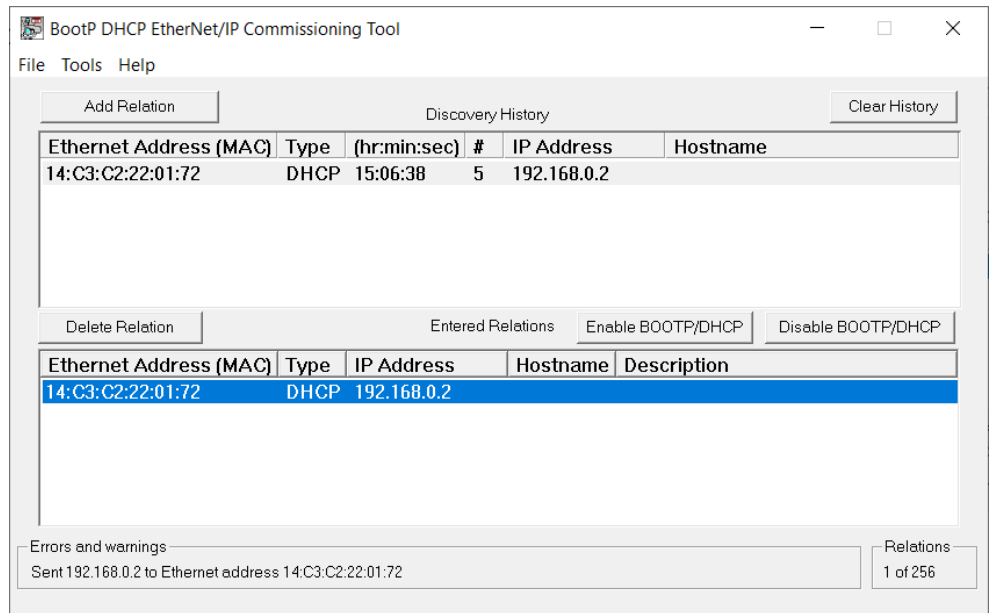 BootP DHCP EtherNet/IP Commissioning Tool
File Tools Help
Add Relation Discovery History Clear History
Ethernet Address (MAC) Type (hr:min:sec) # IP Address Hostname
14:C3:C2:22:01:72 DHCP 15:06:38 5 192.168.0.2
Delete Relation Entered Relations Enable BOOTP/DHCP Disable BOOTP/DHCP
Ethernet Address (MAC) Type IP Address Hostname Description
14:C3:C2:22:01:72 DHCP 192.168.0.2
Errors and warnings Relations
Sent 192.168.0.2 to Ethernet address 14:C3:C2:22:01:72 1 of 256